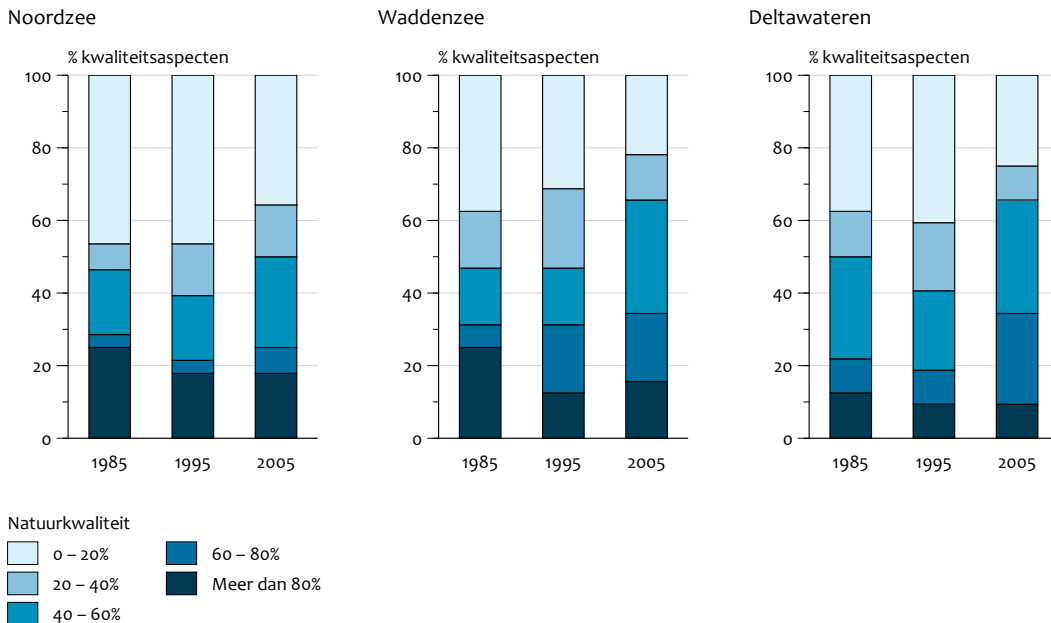 Noordzee
% kwaliteitsaspecten
100
80
60
40
20
0
1985 1995 2005
Waddenzee
% kwaliteitsaspecten
100
80
60
40
20
0
1985 1995 2005
Deltawateren
% kwaliteitsaspecten
100
80
60
40
20
0
1985 1995 2005
Natuurkwaliteit
0 – 20%
20 – 40%
40 – 60%
60 – 80%
Meer dan 80%